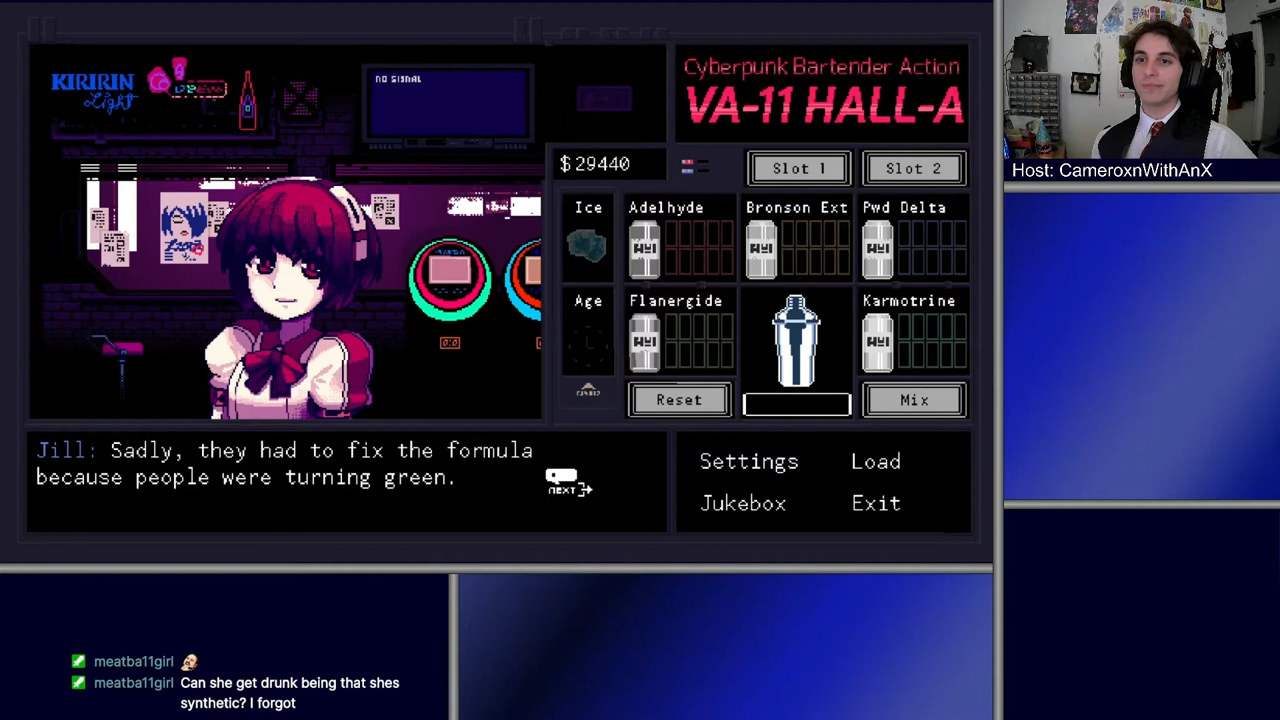 KIRIRIN
Light
NO SIGNAL
Cyberpunk Bartender Action
VA-11 HALL-A
$29440
Slot 1
Slot 2
Ice
Adelhyde
Bronson Ext
Pwd Delta
Age
Flanergide
Karmotrine
Reset
Mix
Jill: Sadly, they had to fix the formula
because people were turning green.
NEXT
Settings
Load
Jukebox
Exit
Host: CameroxnWithAnX
meatba11girl
meatba11girl Can she get drunk being that shes
synthetic? I forgot